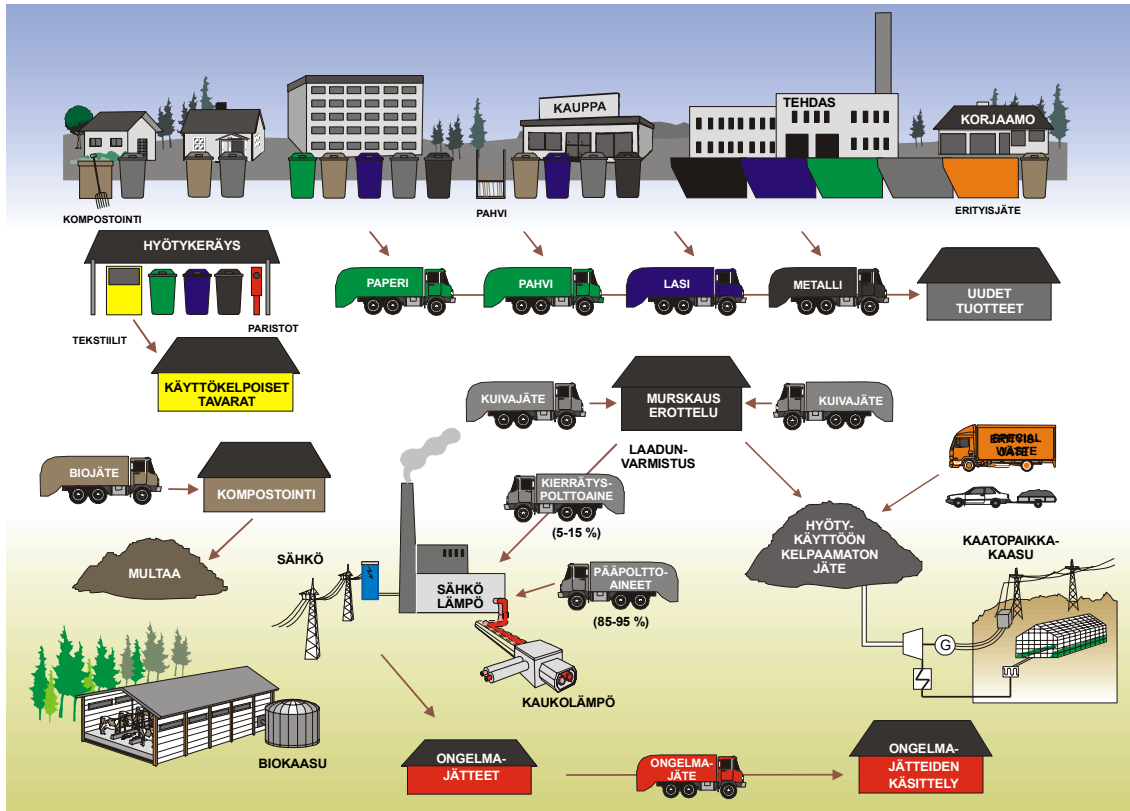 KAUPPA
TEHDAS
KORJAAMO
KOMPOSTOINTI
PAHVI
ERITYISJÄTE
HYÖTYKERÄYS
PARISTOT
TEKSTIILIT
KÄYTTÖKELPOISET
TAVARAT
PAPERI
PAHVI
LASI
METALLI
UUDET
TUOTTEET
KUIVAJÄTE
MURSKAUS
EROTTELU
KUIVAJÄTE
LAADUN-
VARMISTUS
BIOJÄTE
KOMPOSTOINTI
MULTAA
KIERRÄTYS-
POLTTOAINE
(5-15 %)
SPECIAL
WASTE
HYÖTY-
KÄYTTÖÖN
KELPAAMATON
JÄTE
KAATOPAIKKA-
KAASU
SÄHKÖ
SÄHKÖ
LÄMPÖ
PÄÄPOLTTO-
AINEET
(85-95 %)
G
KAUKOLÄMPÖ
BIOKAASU
ONGELMA-
JÄTTEET
ONGELMA-
JÄTE
ONGELMA-
JÄTTEIDEN
KÄSITTELY